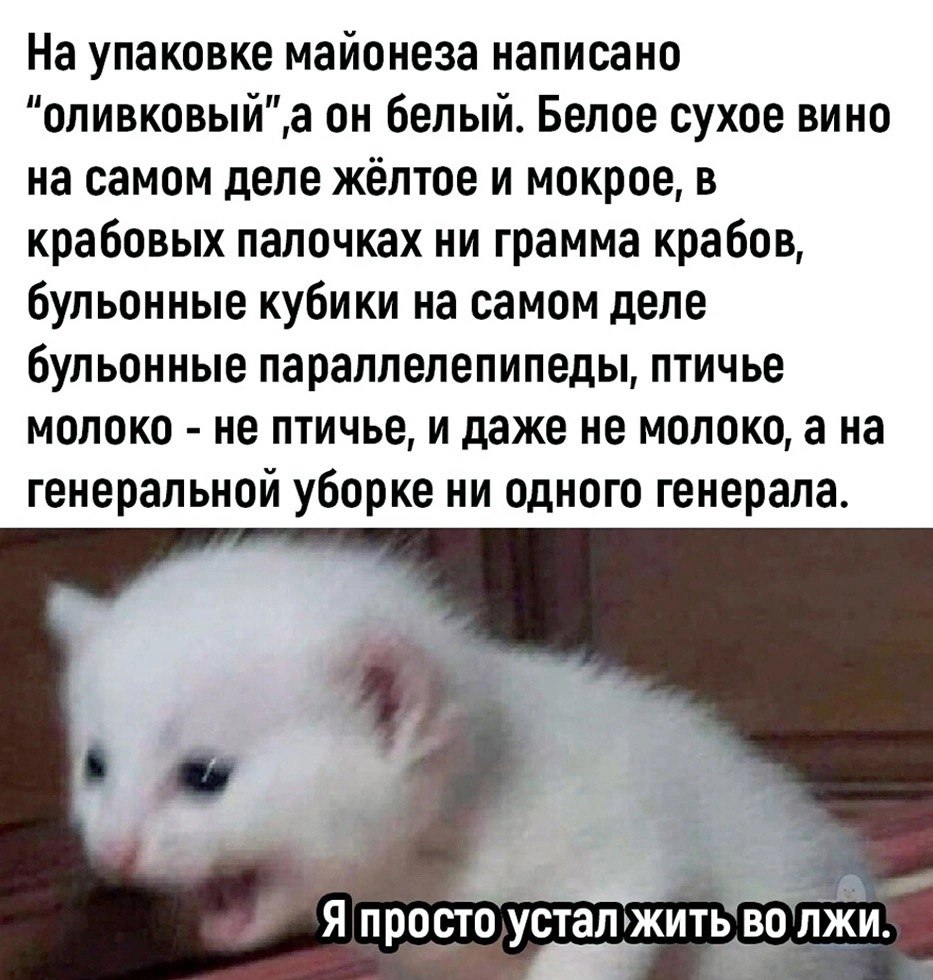 На упаковке майонеза написано
"оливковый",а он белый. Белое сухое вино
на самом деле жёлтое и мокрое, в
крабовых палочках ни грамма крабов,
бульонные кубики на самом деле
бульонные параллелепипеды, птичье
молоко - не птичье, и даже не молоко, а на
генеральной уборке ни одного генерала.
Я просто устал жить во лжи.